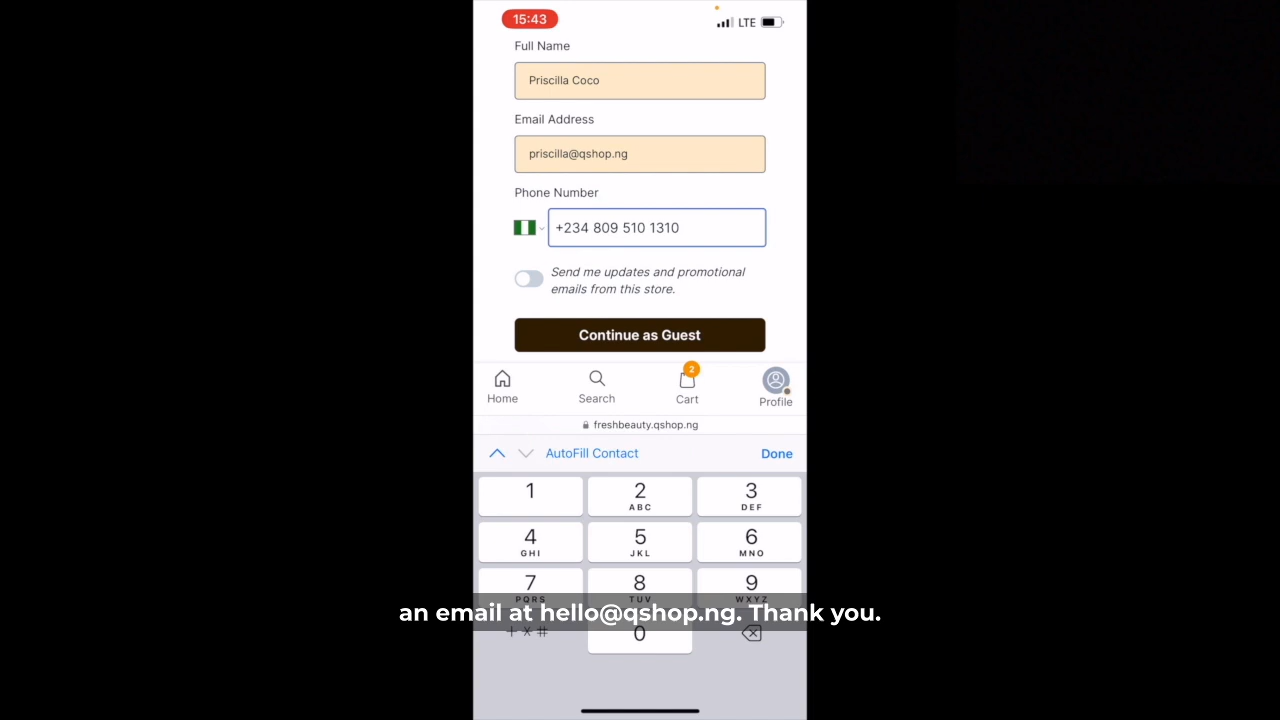 15:43
LTE
Full Name
Priscilla Coco
Email Address
priscilla@qshop.ng
Phone Number
+234 809 510 1310
Send me updates and promotional
emails from this store.
Continue as Guest
2
Home
Search
Cart
Profile
freshbeauty.qshop.ng
AutoFill Contact
Done
1
2
ABC
3
DEF
4
GHI
5
JKL
6
MNO
7
PQRS
8
TUV
9
WXYZ
an email at hello@qshop.ng. Thank you.
+*#
0